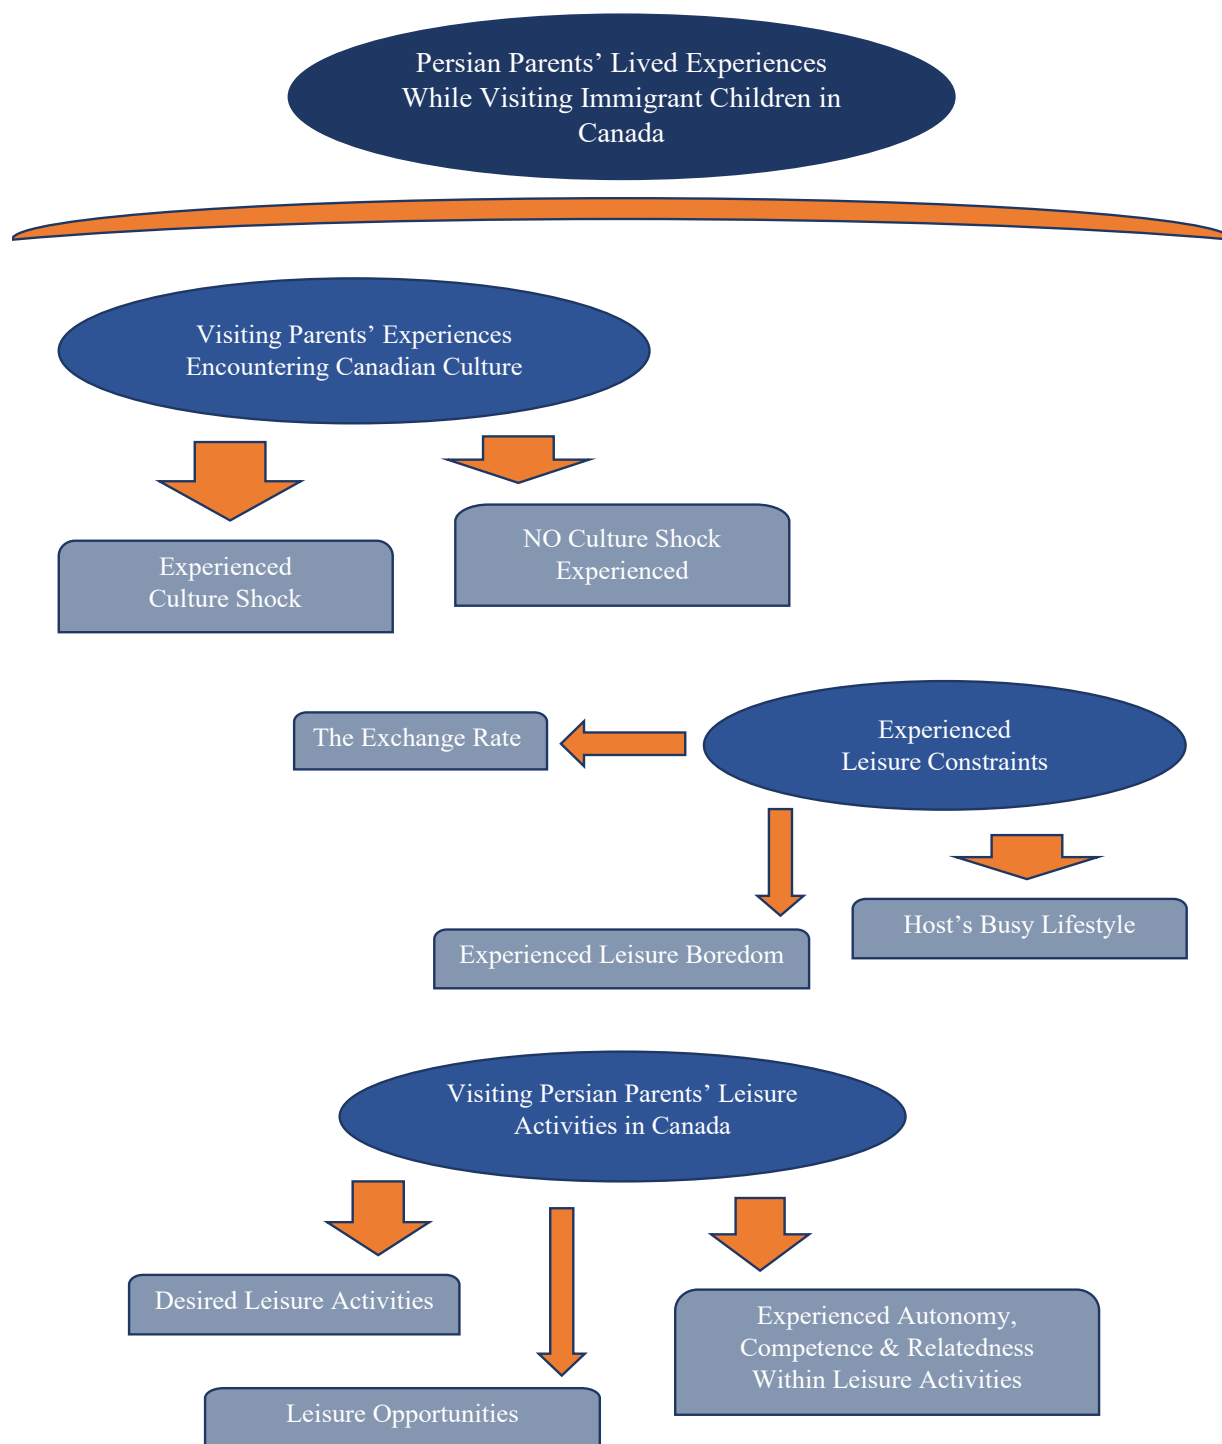 Persian Parents’ Lived Experiences
While Visiting Immigrant Children in
Canada
Visiting Parents’ Experiences
Encountering Canadian Culture
Experienced
Culture Shock
NO Culture Shock
Experienced
The Exchange Rate
Experienced
Leisure Constraints
Experienced Leisure Boredom
Host’s Busy Lifestyle
Visiting Persian Parents’ Leisure
Activities in Canada
Desired Leisure Activities
Leisure Opportunities
Experienced Autonomy,
Competence & Relatedness
Within Leisure Activities